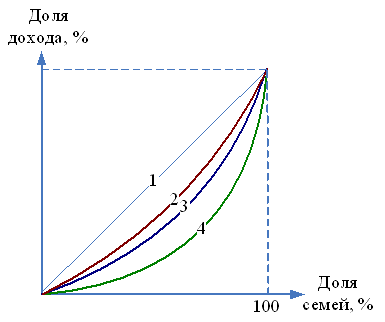 Доля
дохода, %
1
2
3
4
100
Доля
семей, %